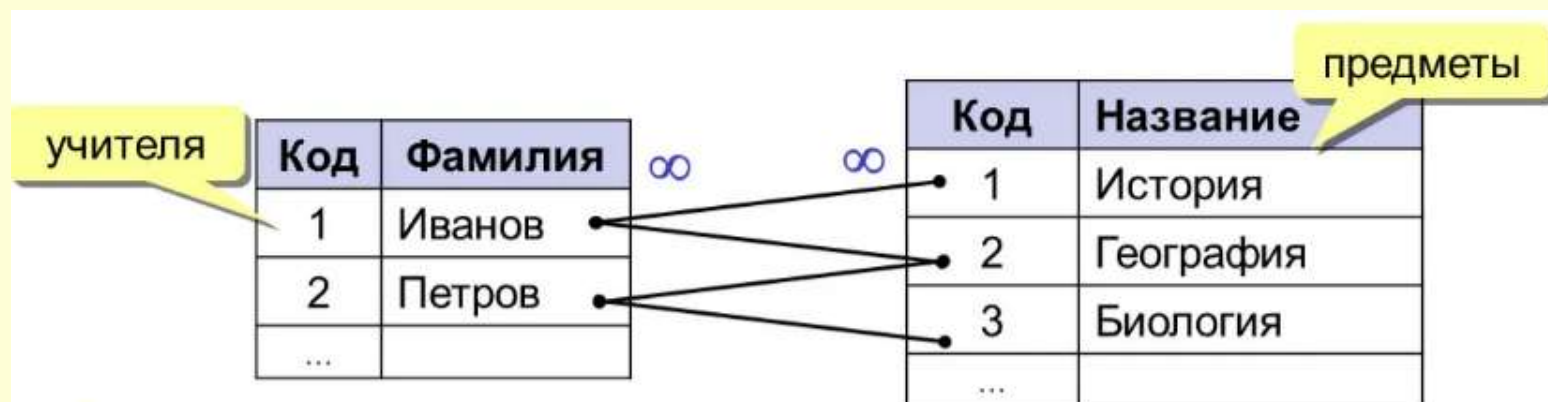 учителя
Код Фамилия
1 Иванов
2 Петров
...
∞ ∞
предметы
Код Название
1 История
2 География
3 Биология
...